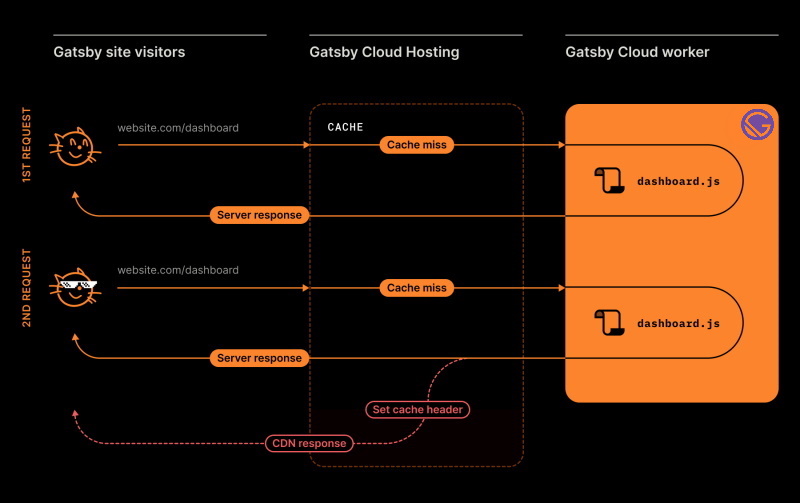 Gatsby site visitors
Gatsby Cloud Hosting
Gatsby Cloud worker
1ST REQUEST
website.com/dashboard
CACHE
Cache miss
dashboard.js
Server response
2ND REQUEST
website.com/dashboard
Cache miss
dashboard.js
Server response
Set cache header
CDN response